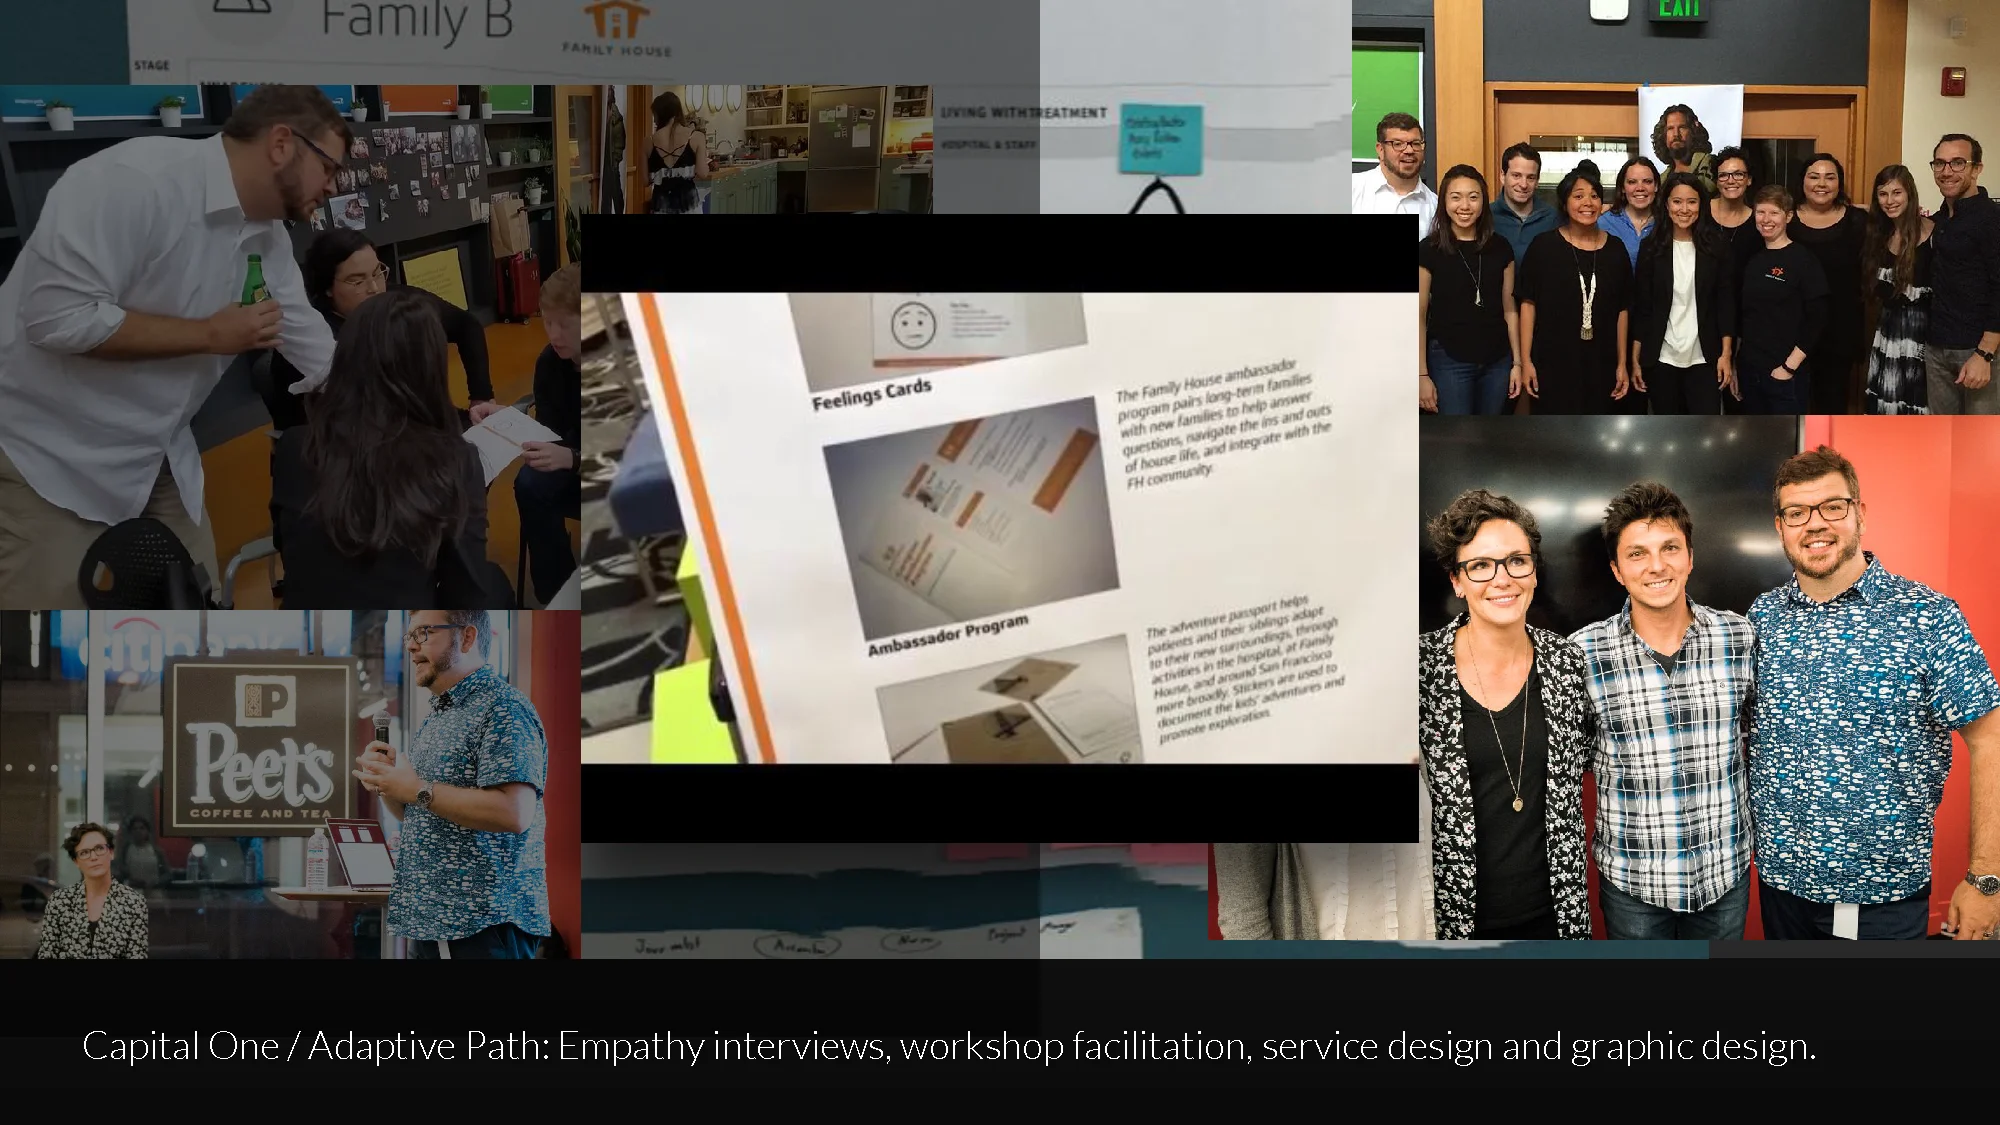 Family B
FAMILY HOUSE
STAGE
LIVING WITH TREATMENT
HOSPITAL & STAFF
EXIT
Feelings Cards
The Family House ambassador
program pairs long-term families
with new families to help answer
questions, navigate the ins and outs
of house life, and integrate with the
FH community.
Ambassador Program
The adventure passport helps
patients and their siblings adapt
to their new surroundings, through
activities in the hospital, at Family
House, and around San Francisco
more broadly. Stickers are used to
document the kids' adventures and
promote exploration.
citibank
P
Peet's
COFFEE AND TEA
Capital One / Adaptive Path: Empathy interviews, workshop facilitation, service design and graphic design.